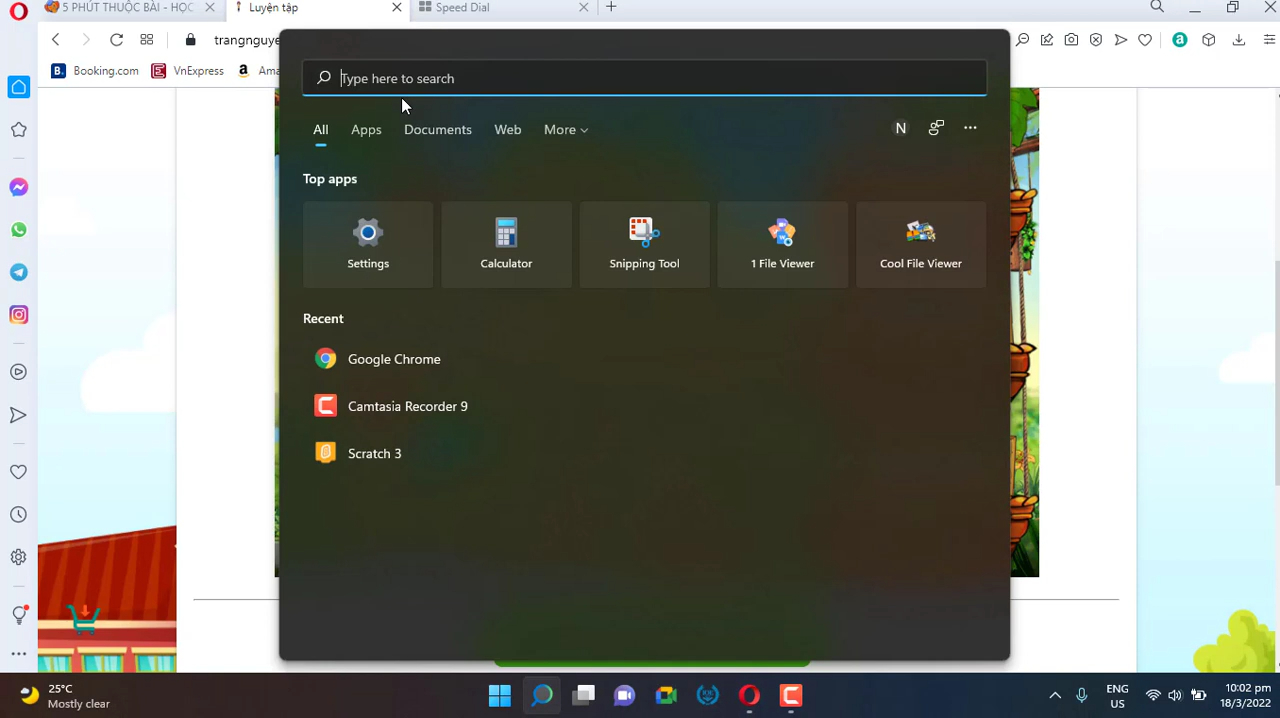 5 PHÚT THUỘC BÀI - HỌC
Luyện tập
Speed Dial
trangnguye
Booking.com
VnExpress
Ama
Type here to search
All
Apps
Documents
Web
More
N
Top apps
Settings
Calculator
Snipping Tool
1 File Viewer
Cool File Viewer
Recent
Google Chrome
Camtasia Recorder 9
Scratch 3
25°C
Mostly clear
ENG
US
10:02 pm
18/3/2022